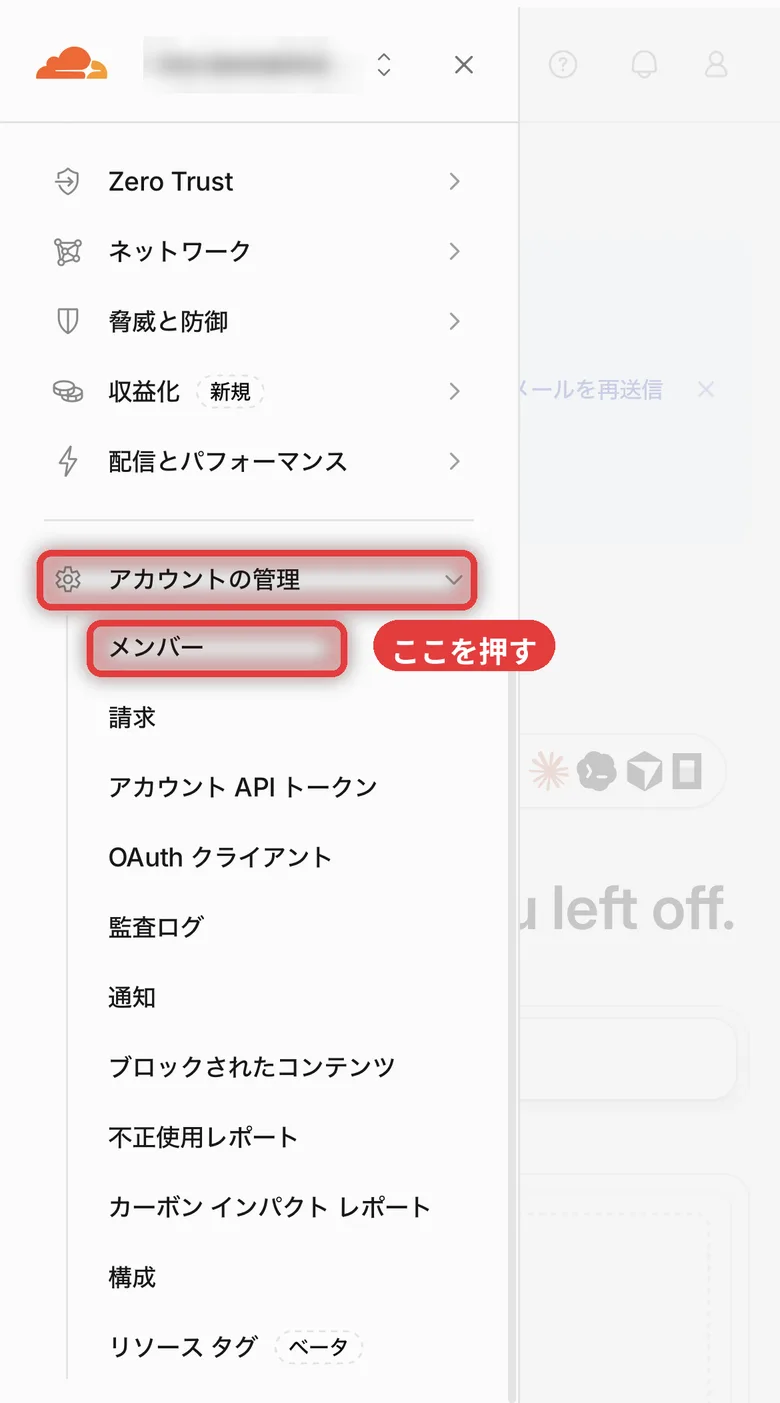 Zero Trust
ネットワーク
脅威と防御
収益化 新規
配信とパフォーマンス
メールを再送信
アカウントの管理
メンバー
ここを押す
請求
アカウント API トークン
OAuth クライアント
監査ログ
u left off.
通知
ブロックされたコンテンツ
不正使用レポート
カーボン インパクト レポート
構成
リソース タグ ベータ